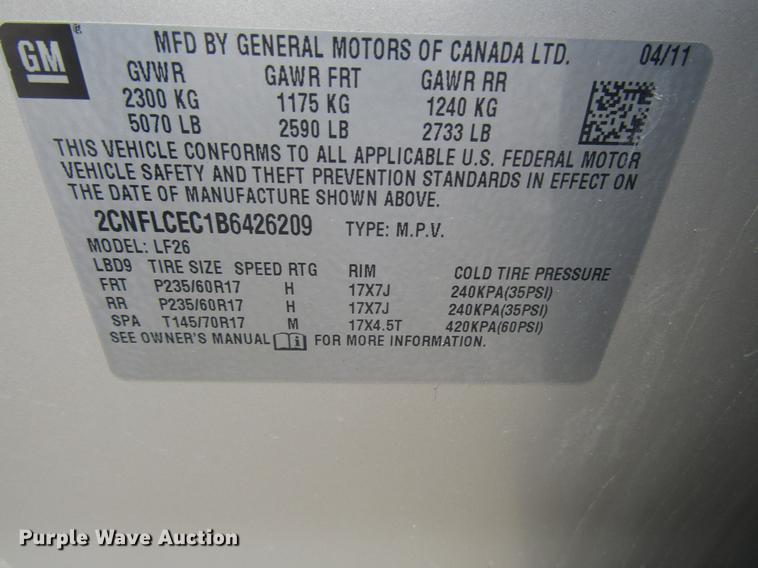 GM
MFD BY GENERAL MOTORS OF CANADA LTD. 04/11
GVWR GAWR FRT GAWR RR
2300 KG 1175 KG 1240 KG
5070 LB 2590 LB 2733 LB
THIS VEHICLE CONFORMS TO ALL APPLICABLE U.S. FEDERAL MOTOR
VEHICLE SAFETY AND THEFT PREVENTION STANDARDS IN EFFECT ON
THE DATE OF MANUFACTURE SHOWN ABOVE.
2CNFLCEC1B6426209 TYPE: M.P.V.
MODEL: LF26
LBD9 TIRE SIZE SPEED RTG RIM COLD TIRE PRESSURE
FRT P235/60R17 H 17X7J 240KPA(35PSI)
RR P235/60R17 H 17X7J 240KPA(35PSI)
SPA T145/70R17 M 17X4.5T 420KPA(60PSI)
SEE OWNER'S MANUAL i FOR MORE INFORMATION.
Purple Wave Auction